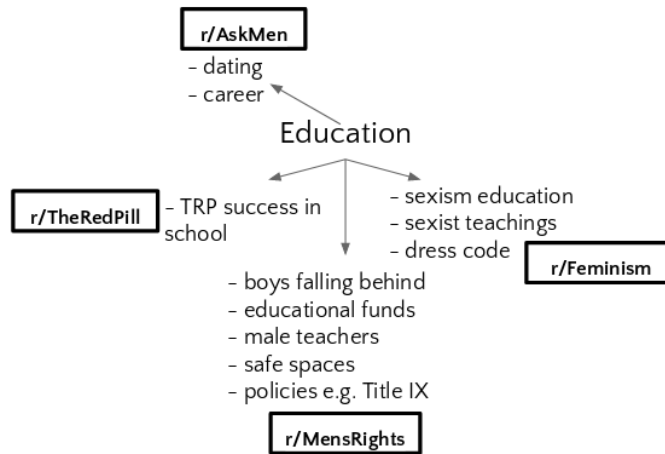 r/AskMen
- dating
- career
Education
r/TheRedPill
- TRP success in
school
- sexism education
- sexist teachings
- dress code
r/Feminism
- boys falling behind
- educational funds
- male teachers
- safe spaces
- policies e.g. Title IX
r/MensRights